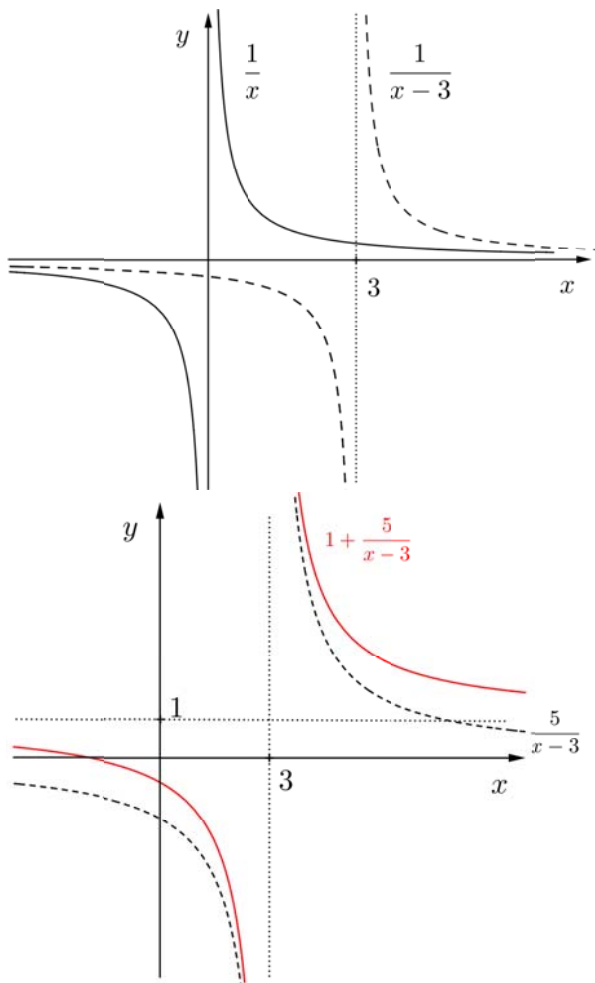 y
1/x
1/(x − 3)
3
x
y
1 + 5/(x − 3)
1
5/(x − 3)
3
x